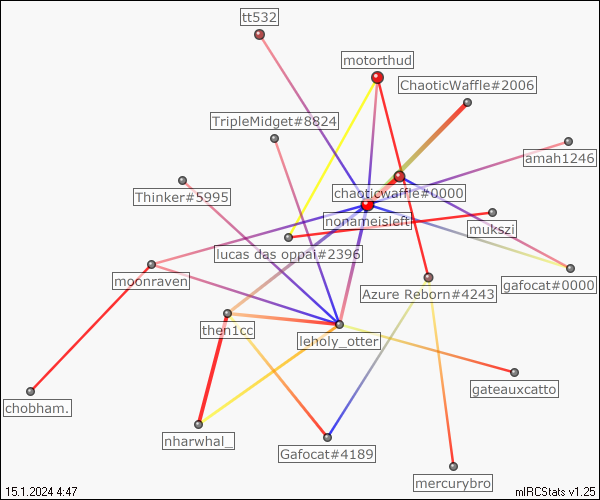 tt532
motorthud
ChaoticWaffle#2006
TripleMidget#8824
amah1246
Thinker#5995
chaoticwaffle#0000
nonameisleft
mukszi
lucas das oppai#2396
moonraven
gafocat#0000
Azure Reborn#4243
then1cc
leholy_otter
gateauxcatto
chobham.
nharwhal_
Gafocat#4189
mercurybro
15.1.2024 4:47
mIRCStats v1.25